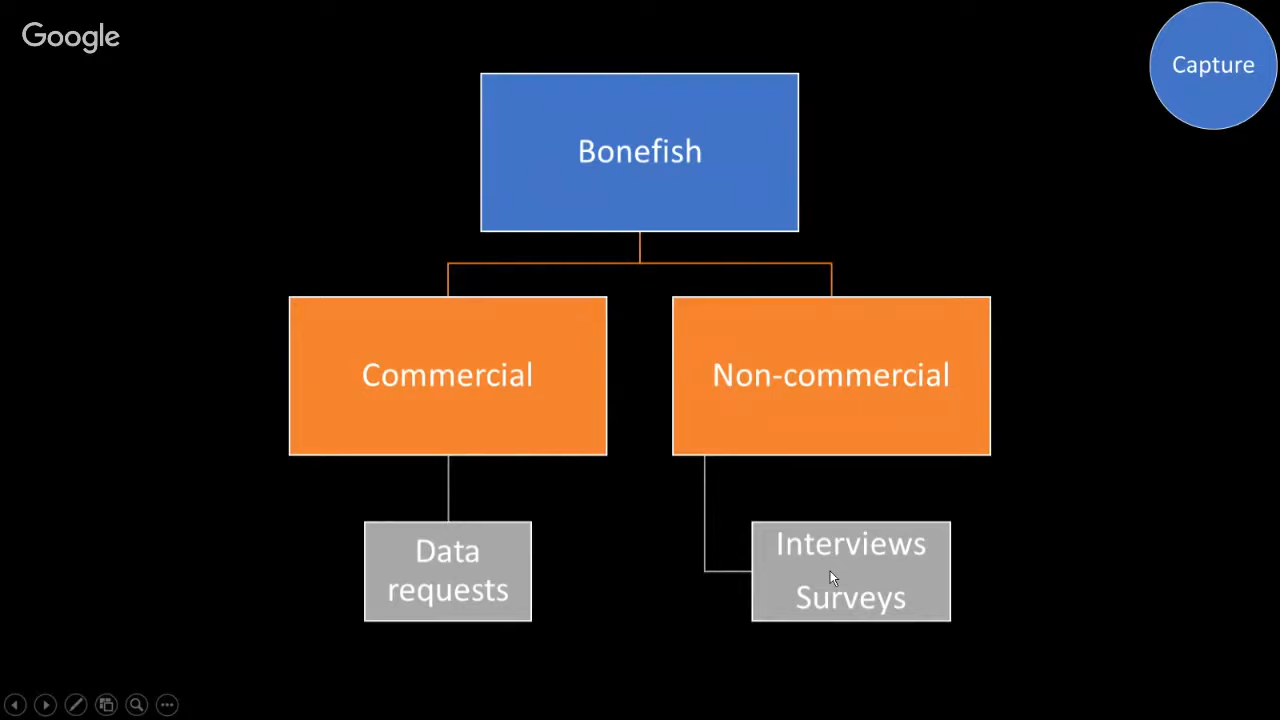 Google
Capture
Bonefish
Commercial
Non-commercial
Data
requests
Interviews
Surveys